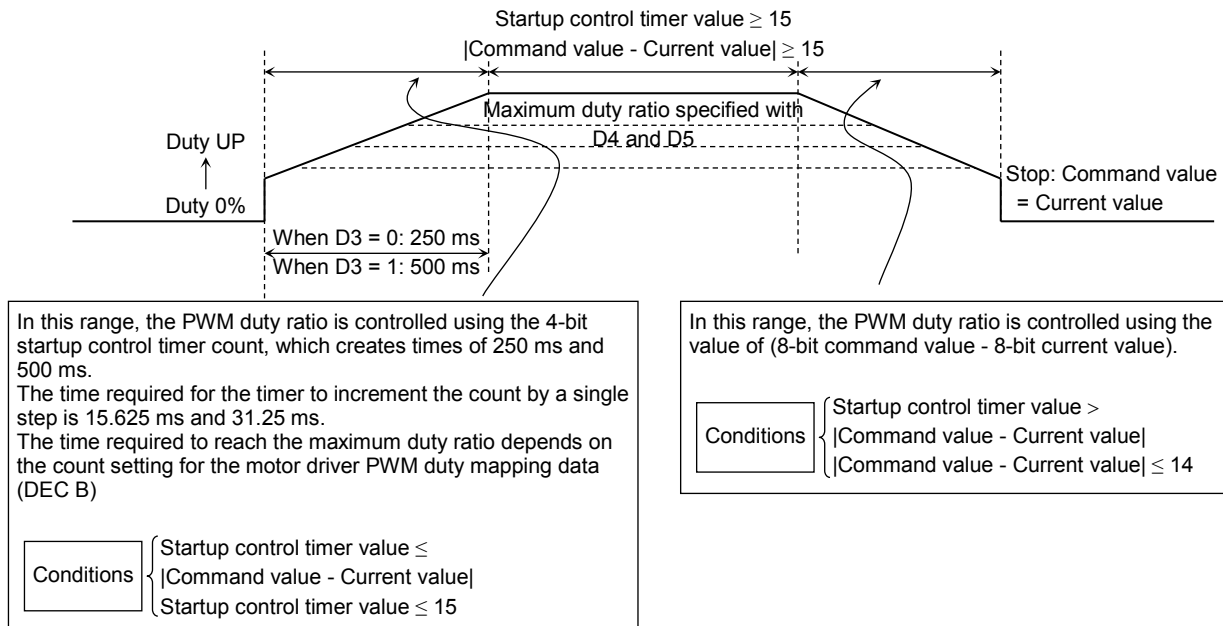 Startup control timer value ≥ 15
|Command value - Current value| ≥ 15
Maximum duty ratio specified with
D4 and D5
Duty UP
Duty 0%
Stop: Command value
= Current value
When D3 = 0: 250 ms
When D3 = 1: 500 ms
In this range, the PWM duty ratio is controlled using the 4-bit
startup control timer count, which creates times of 250 ms and
500 ms.
The time required for the timer to increment the count by a single
step is 15.625 ms and 31.25 ms.
The time required to reach the maximum duty ratio depends on
the count setting for the motor driver PWM duty mapping data
(DEC B)
Conditions
Startup control timer value ≤
|Command value - Current value|
Startup control timer value ≤ 15
In this range, the PWM duty ratio is controlled using the
value of (8-bit command value - 8-bit current value).
Conditions
Startup control timer value >
|Command value - Current value|
|Command value - Current value| ≤ 14